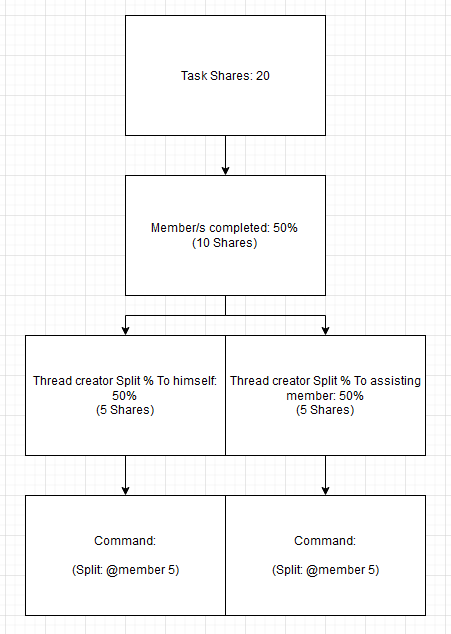 Task Shares: 20
Member/s completed: 50%
(10 Shares)
Thread creator Split % To himself:
50%
(5 Shares)
Thread creator Split % To assisting
member: 50%
(5 Shares)
Command:
(Split: @member 5)
Command:
(Split: @member 5)